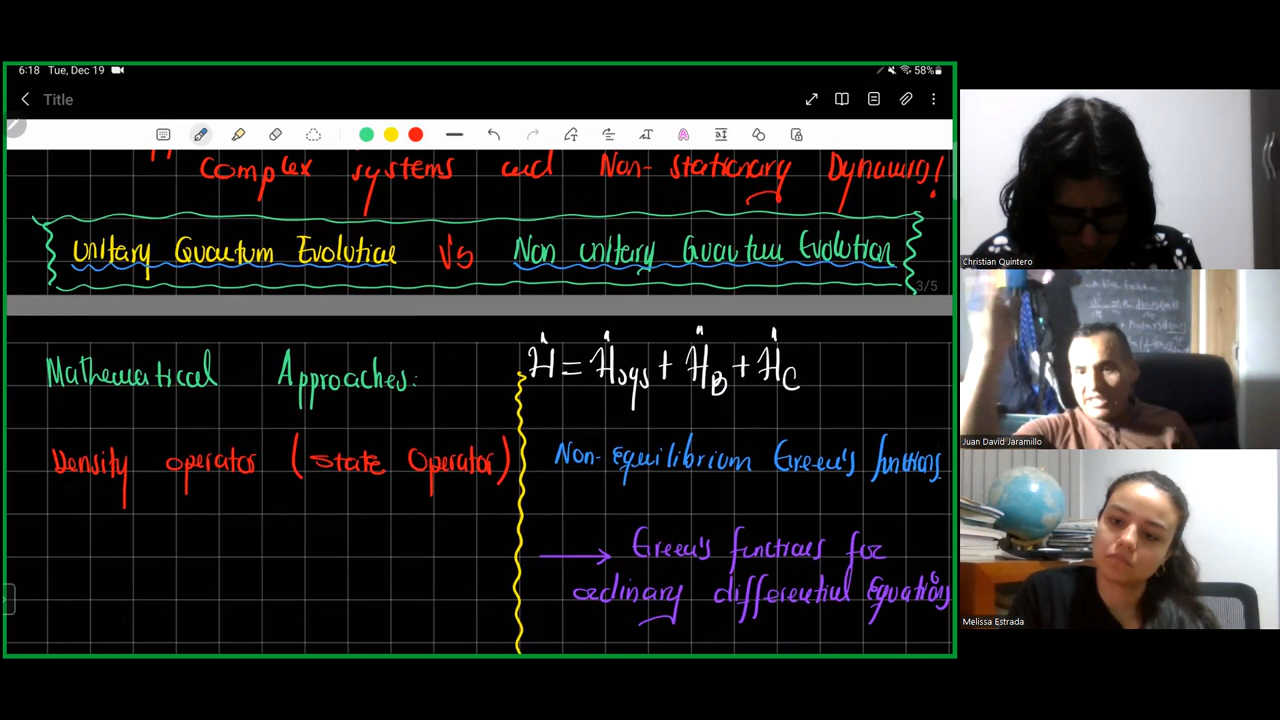 6:18 Tue, Dec 19
58%
Title
Complex systems and Non-stationary Dynamics!
Unitary Quantum Evolution Vs Non unitary Quantum Evolution
3/5
Mathematical Approaches:
Ĥ = Ĥsys + ĤB + ĤC
Density operator (State Operator)
Non-Equilibrium Green's functions
→ Green's functions for
ordinary differential Equations
Christian Quintero
Juan David Jaramillo
Melissa Estrada